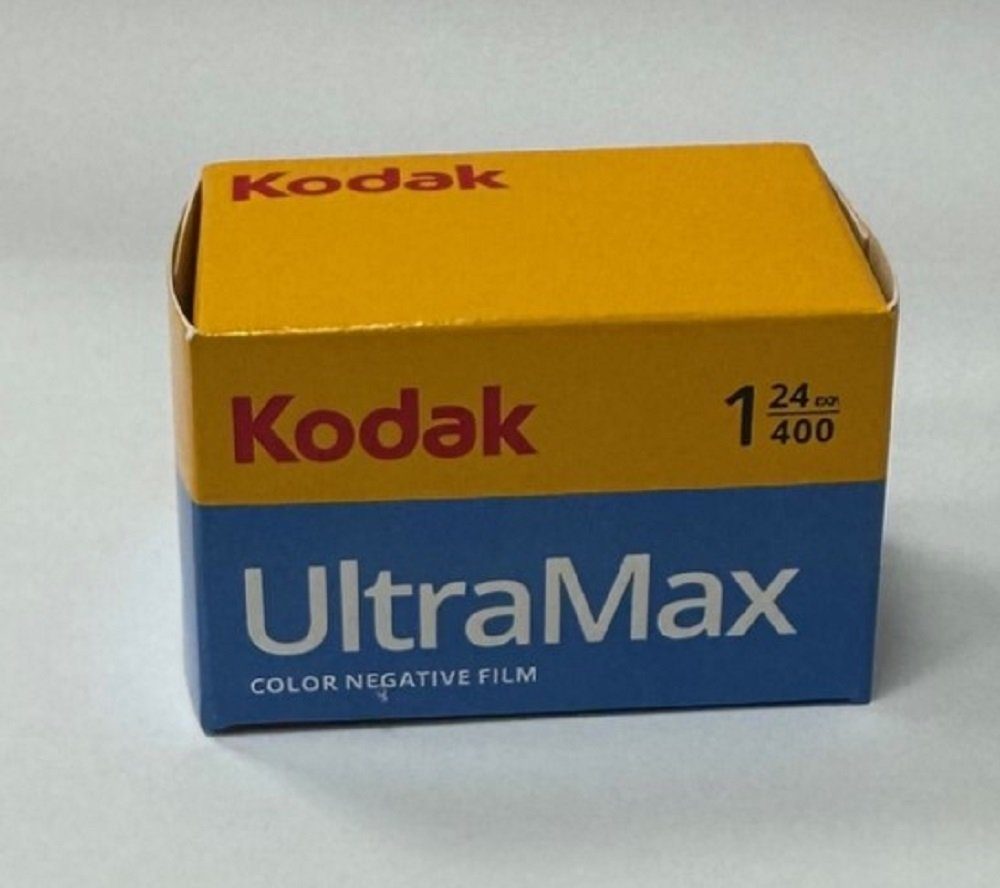 Kodak
Kodak
1 24 EXP.
400
UltraMax
COLOR NEGATIVE FILM